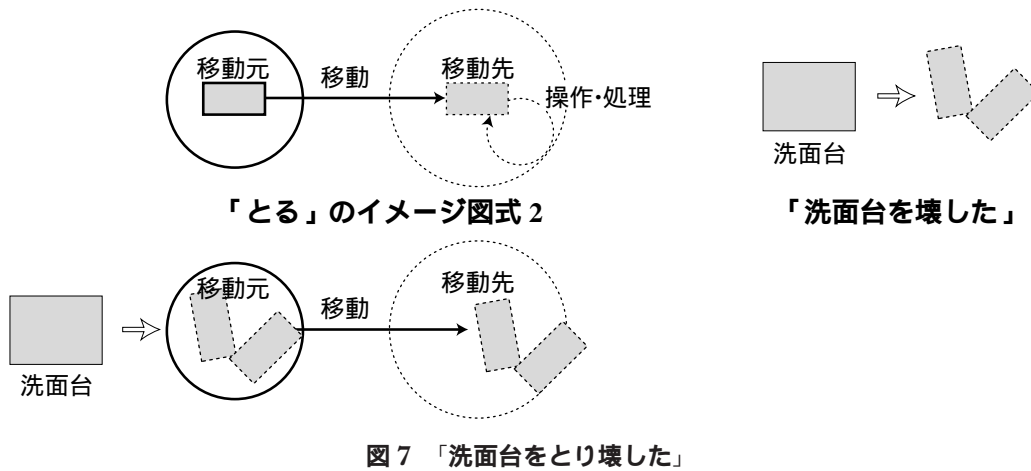 移動元 移動 移動先
操作・処理
洗面台
「とる」のイメージ図式 2
「洗面台を壊した」
移動元 移動 移動先
洗面台
図 7 「洗面台をとり壊した」